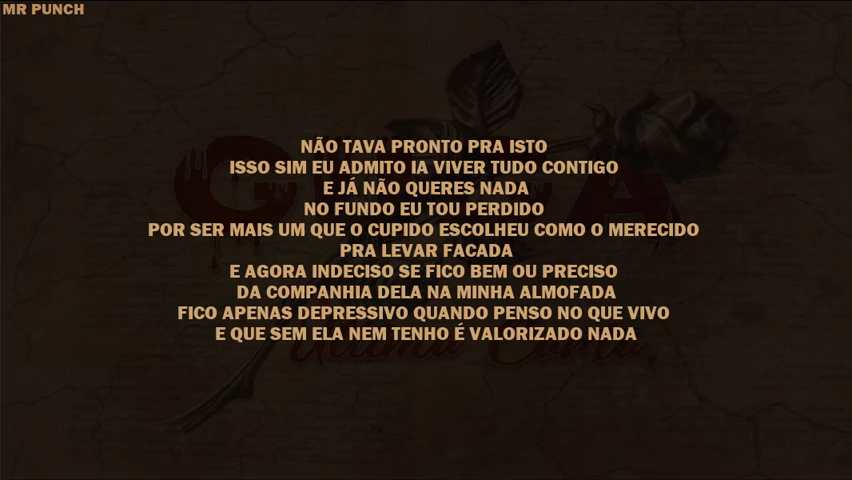 MR PUNCH
NÃO TAVA PRONTO PRA ISTO
ISSO SIM EU ADMITO IA VIVER TUDO CONTIGO
E JÁ NÃO QUERES NADA
NO FUNDO EU TOU PERDIDO
POR SER MAIS UM QUE O CUPIDO ESCOLHEU COMO O MERECIDO
PRA LEVAR FACADA
E AGORA INDECISO SE FICO BEM OU PRECISO
DA COMPANHIA DELA NA MINHA ALMOFADA
FICO APENAS DEPRESSIVO QUANDO PENSO NO QUE VIVO
E QUE SEM ELA NEM TENHO É VALORIZADO NADA